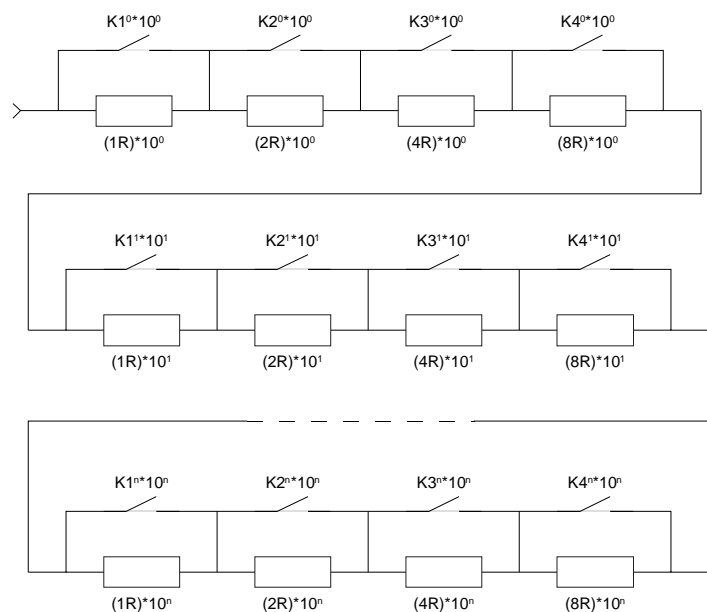 K1⁰*10⁰ K2⁰*10⁰ K3⁰*10⁰ K4⁰*10⁰
(1R)*10⁰ (2R)*10⁰ (4R)*10⁰ (8R)*10⁰
K1¹*10¹ K2¹*10¹ K3¹*10¹ K4¹*10¹
(1R)*10¹ (2R)*10¹ (4R)*10¹ (8R)*10¹
K1ⁿ*10ⁿ K2ⁿ*10ⁿ K3ⁿ*10ⁿ K4ⁿ*10ⁿ
(1R)*10ⁿ (2R)*10ⁿ (4R)*10ⁿ (8R)*10ⁿ